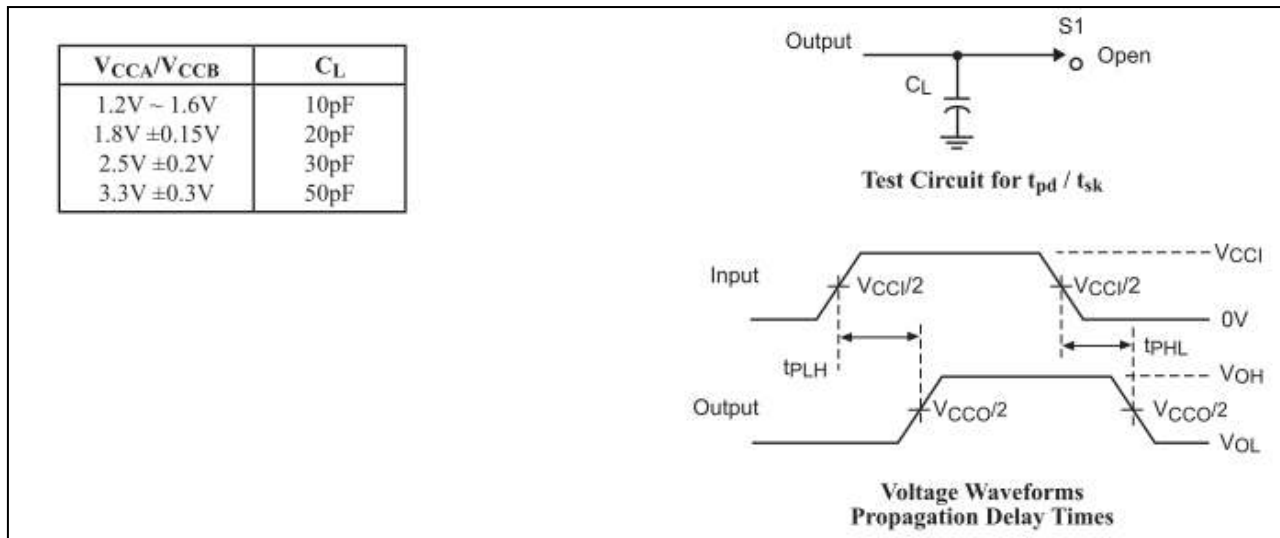 VCCA/VCCB CL
1.2V ~ 1.6V 10pF
1.8V ±0.15V 20pF
2.5V ±0.2V 30pF
3.3V ±0.3V 50pF
S1
Output Open
CL
Test Circuit for tpd / tsk
VCCI
Input VCCI/2 VCCI/2
0V
tPLH tPHL
VOH
Output VCCO/2 VCCO/2
VOL
Voltage Waveforms
Propagation Delay Times